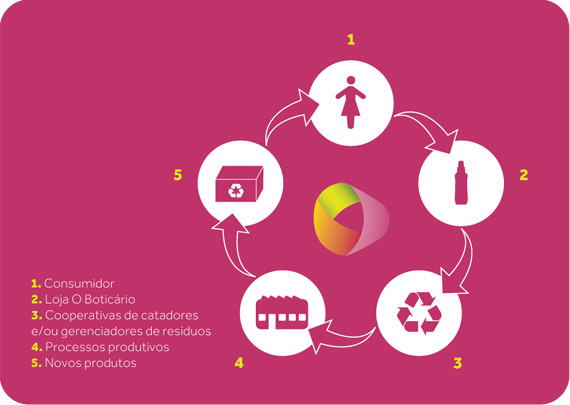 1
2
3
4
5
1. Consumidor
2. Loja O Boticário
3. Cooperativas de catadores
e/ou gerenciadores de resíduos
4. Processos produtivos
5. Novos produtos